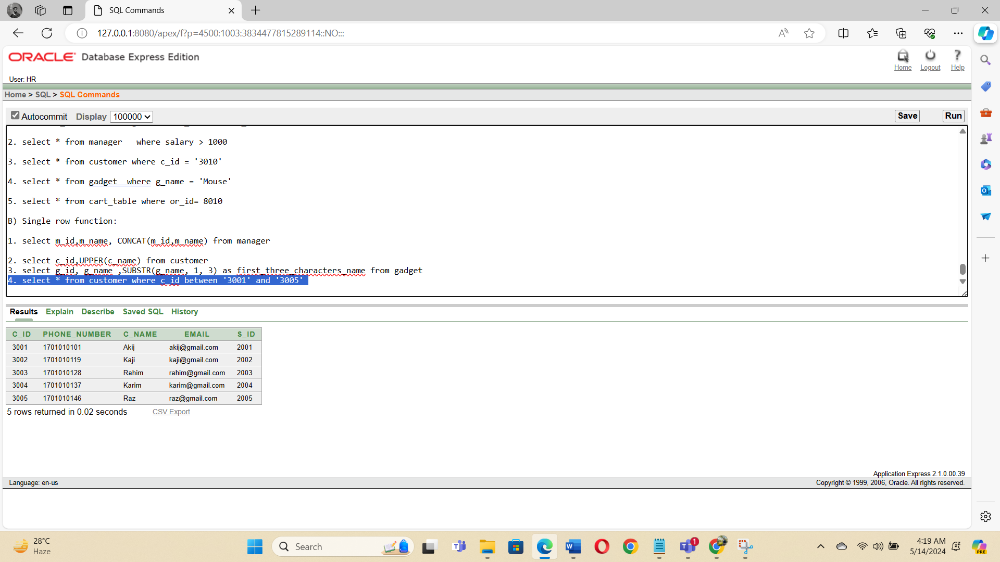 SQL Commands
127.0.0.1:8080/apex/f?p=4500:1003:3834477815289114::NO:::
ORACLE Database Express Edition
Home Logout Help
User: HR
Home > SQL > SQL Commands
Autocommit Display 100000 Save Run
2. select * from manager   where salary > 1000
3. select * from customer where c_id = '3010'
4. select * from gadget  where g_name = 'Mouse'
5. select * from cart_table where or_id= 8010
B) Single row function:
1. select m_id,m_name, CONCAT(m_id,m_name) from manager
2. select c_id,UPPER(c_name) from customer
3. select g_id, g_name ,SUBSTR(g_name, 1, 3) as first_three_characters_name from gadget
4. select * from customer where c_id between '3001' and '3005'
Results Explain Describe Saved SQL History
C_ID PHONE_NUMBER C_NAME EMAIL S_ID
3001 1701010101 Akij akij@gmail.com 2001
3002 1701010119 Kaji kaji@gmail.com 2002
3003 1701010128 Rahim rahim@gmail.com 2003
3004 1701010137 Karim karim@gmail.com 2004
3005 1701010146 Raz raz@gmail.com 2005
5 rows returned in 0.02 seconds CSV Export
Application Express 2.1.0.00.39
Language: en-us Copyright © 1999, 2006, Oracle. All rights reserved.
28°C
Haze
Search
1
4:19 AM
5/14/2024
PRE